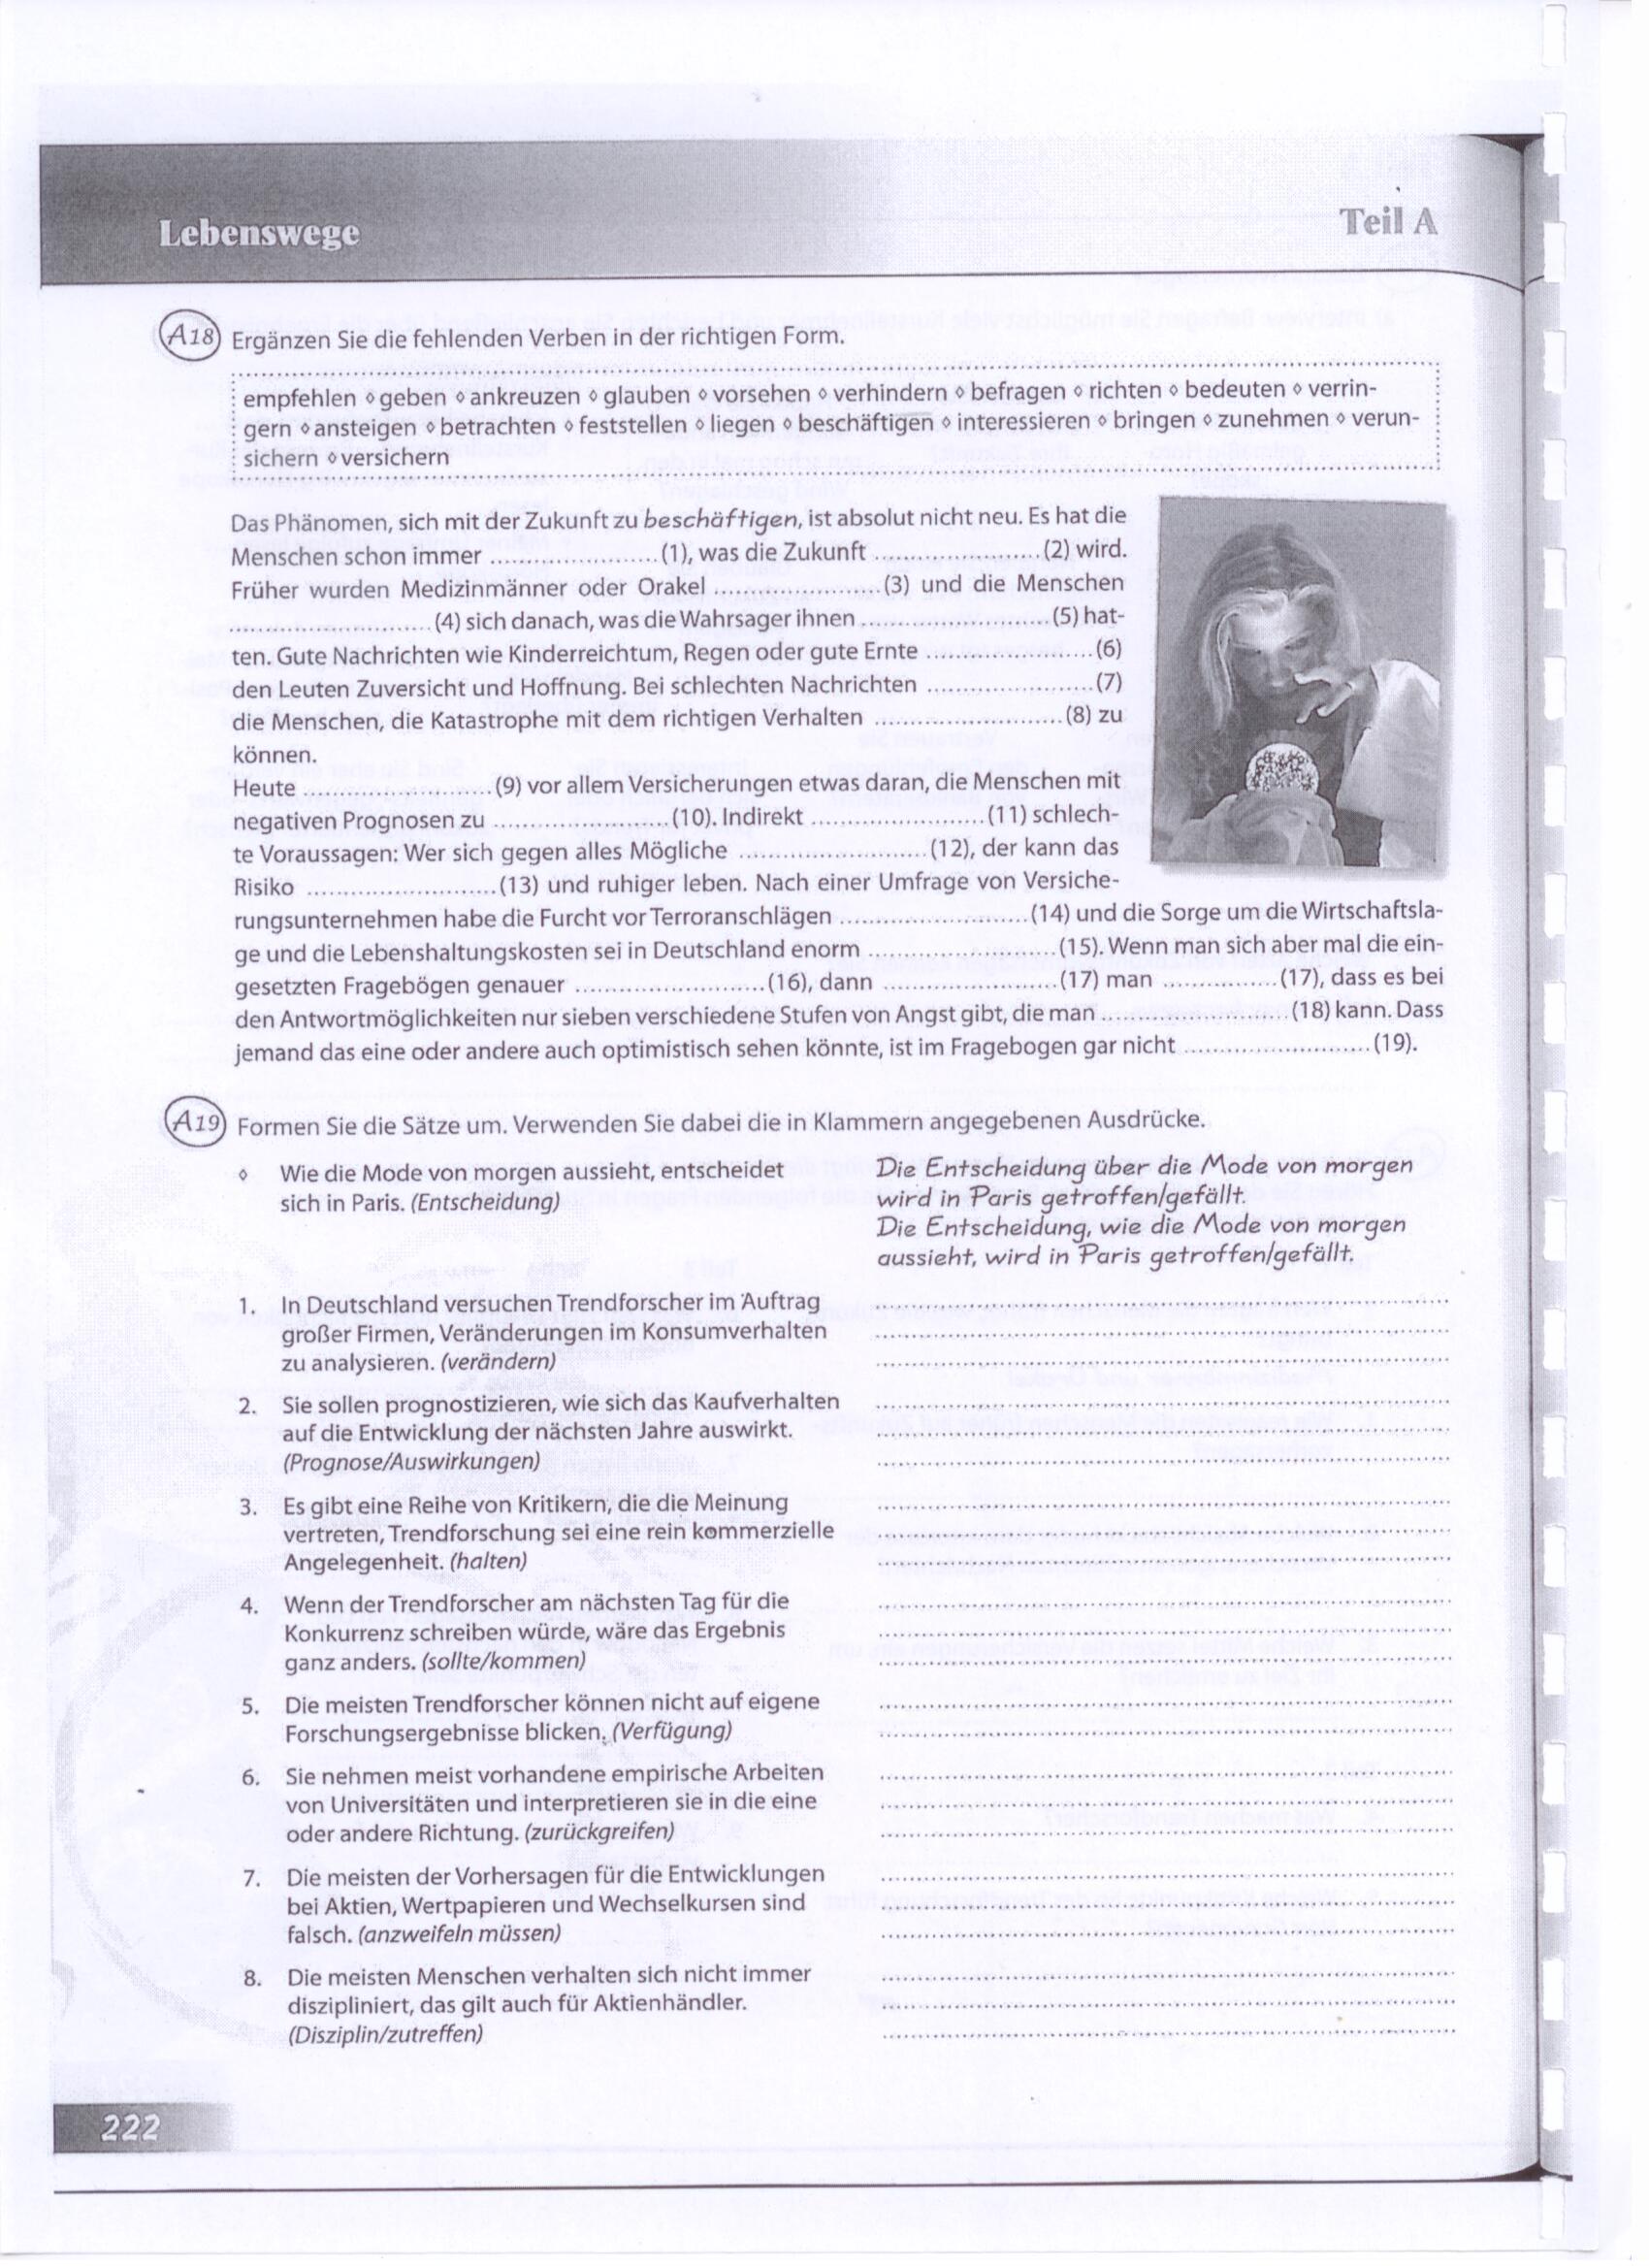 Lebenswege
Teil A
A18 Ergänzen Sie die fehlenden Verben in der richtigen Form.
empfehlen ◊ geben ◊ ankreuzen ◊ glauben ◊ vorsehen ◊ verhindern ◊ befragen ◊ richten ◊ bedeuten ◊ verrin-
gern ◊ ansteigen ◊ betrachten ◊ feststellen ◊ liegen ◊ beschäftigen ◊ interessieren ◊ bringen ◊ zunehmen ◊ verun-
sichern ◊ versichern
Das Phänomen, sich mit der Zukunft zu beschäftigen, ist absolut nicht neu. Es hat die
Menschen schon immer ........................ (1), was die Zukunft ........................ (2) wird.
Früher wurden Medizinmänner oder Orakel ........................ (3) und die Menschen
........................ (4) sich danach, was die Wahrsager ihnen ........................ (5) hat-
ten. Gute Nachrichten wie Kinderreichtum, Regen oder gute Ernte ........................ (6)
den Leuten Zuversicht und Hoffnung. Bei schlechten Nachrichten ........................ (7)
die Menschen, die Katastrophe mit dem richtigen Verhalten ........................ (8) zu
können.
Heute ........................ (9) vor allem Versicherungen etwas daran, die Menschen mit
negativen Prognosen zu ........................ (10). Indirekt ........................ (11) schlech-
te Voraussagen: Wer sich gegen alles Mögliche ........................ (12), der kann das
Risiko ........................ (13) und ruhiger leben. Nach einer Umfrage von Versiche-
rungsunternehmen habe die Furcht vor Terroranschlägen ........................ (14) und die Sorge um die Wirtschaftsla-
ge und die Lebenshaltungskosten sei in Deutschland enorm ........................ (15). Wenn man sich aber mal die ein-
gesetzten Fragebögen genauer ........................ (16), dann ........................ (17) man ............... (17), dass es bei
den Antwortmöglichkeiten nur sieben verschiedene Stufen von Angst gibt, die man ........................ (18) kann. Dass
jemand das eine oder andere auch optimistisch sehen könnte, ist im Fragebogen gar nicht ........................ (19).
A19 Formen Sie die Sätze um. Verwenden Sie dabei die in Klammern angegebenen Ausdrücke.
◊ Wie die Mode von morgen aussieht, entscheidet
sich in Paris. (Entscheidung)
Die Entscheidung über die Mode von morgen
wird in Paris getroffen/gefällt.
Die Entscheidung, wie die Mode von morgen
aussieht, wird in Paris getroffen/gefällt.
1. In Deutschland versuchen Trendforscher im Auftrag
großer Firmen, Veränderungen im Konsumverhalten
zu analysieren. (verändern)
2. Sie sollen prognostizieren, wie sich das Kaufverhalten
auf die Entwicklung der nächsten Jahre auswirkt.
(Prognose/Auswirkungen)
3. Es gibt eine Reihe von Kritikern, die die Meinung
vertreten, Trendforschung sei eine rein kommerzielle
Angelegenheit. (halten)
4. Wenn der Trendforscher am nächsten Tag für die
Konkurrenz schreiben würde, wäre das Ergebnis
ganz anders. (sollte/kommen)
5. Die meisten Trendforscher können nicht auf eigene
Forschungsergebnisse blicken. (Verfügung)
6. Sie nehmen meist vorhandene empirische Arbeiten
von Universitäten und interpretieren sie in die eine
oder andere Richtung. (zurückgreifen)
7. Die meisten der Vorhersagen für die Entwicklungen
bei Aktien, Wertpapieren und Wechselkursen sind
falsch. (anzweifeln müssen)
8. Die meisten Menschen verhalten sich nicht immer
diszipliniert, das gilt auch für Aktienhändler.
(Disziplin/zutreffen)
222